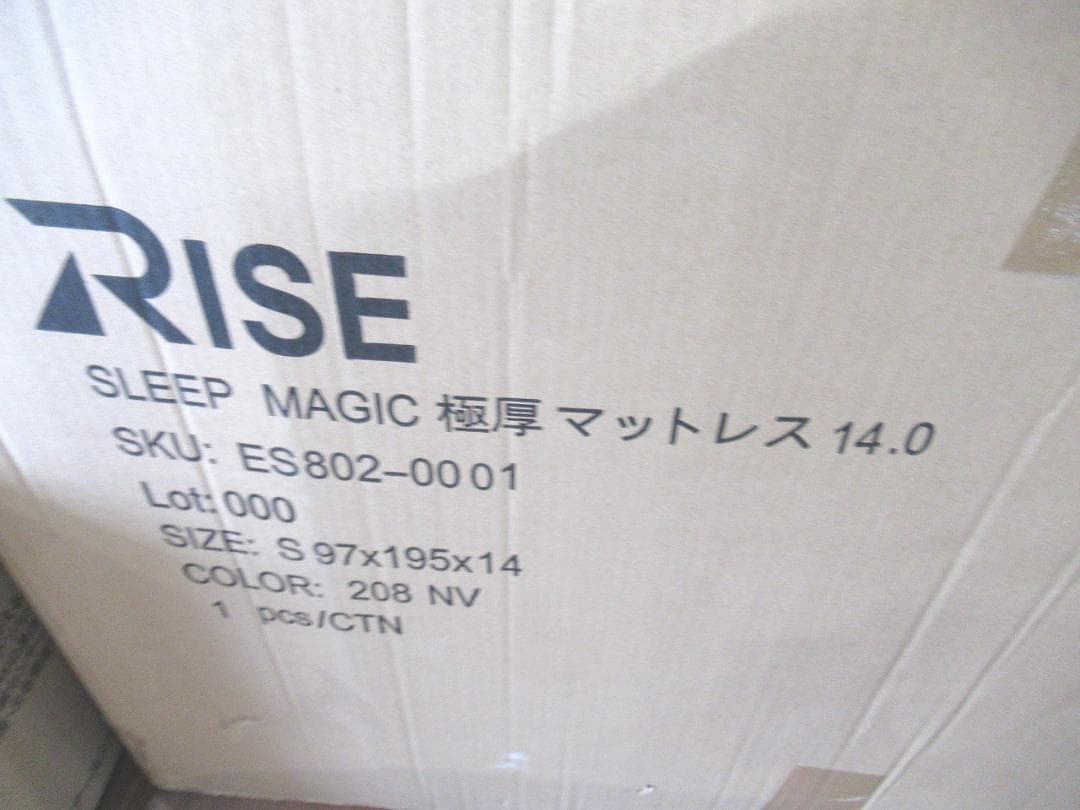 RISE
SLEEP MAGIC 極厚 マットレス 14.0
SKU: ES802-0001
Lot: 000
SIZE: S 97x195x14
COLOR: 208 NV
1 pcs/CTN